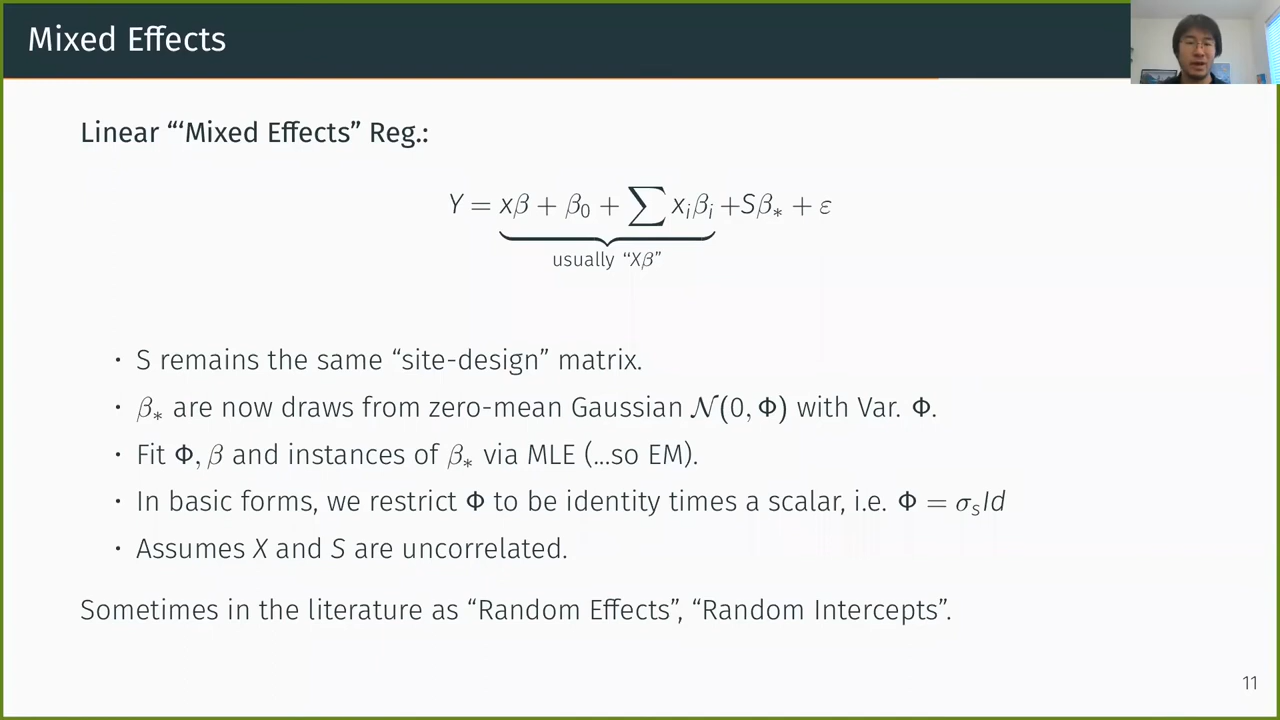 Mixed Effects
Linear “‘Mixed Effects” Reg.:
Y = xβ + β₀ + ∑ xᵢβᵢ + Sβ∗ + ε
usually “Xβ”
· S remains the same “site-design” matrix.
· β∗ are now draws from zero-mean Gaussian 𝒩(0, Φ) with Var. Φ.
· Fit Φ, β and instances of β∗ via MLE (...so EM).
· In basic forms, we restrict Φ to be identity times a scalar, i.e. Φ = σₛId
· Assumes X and S are uncorrelated.
Sometimes in the literature as “Random Effects”, “Random Intercepts”.
11